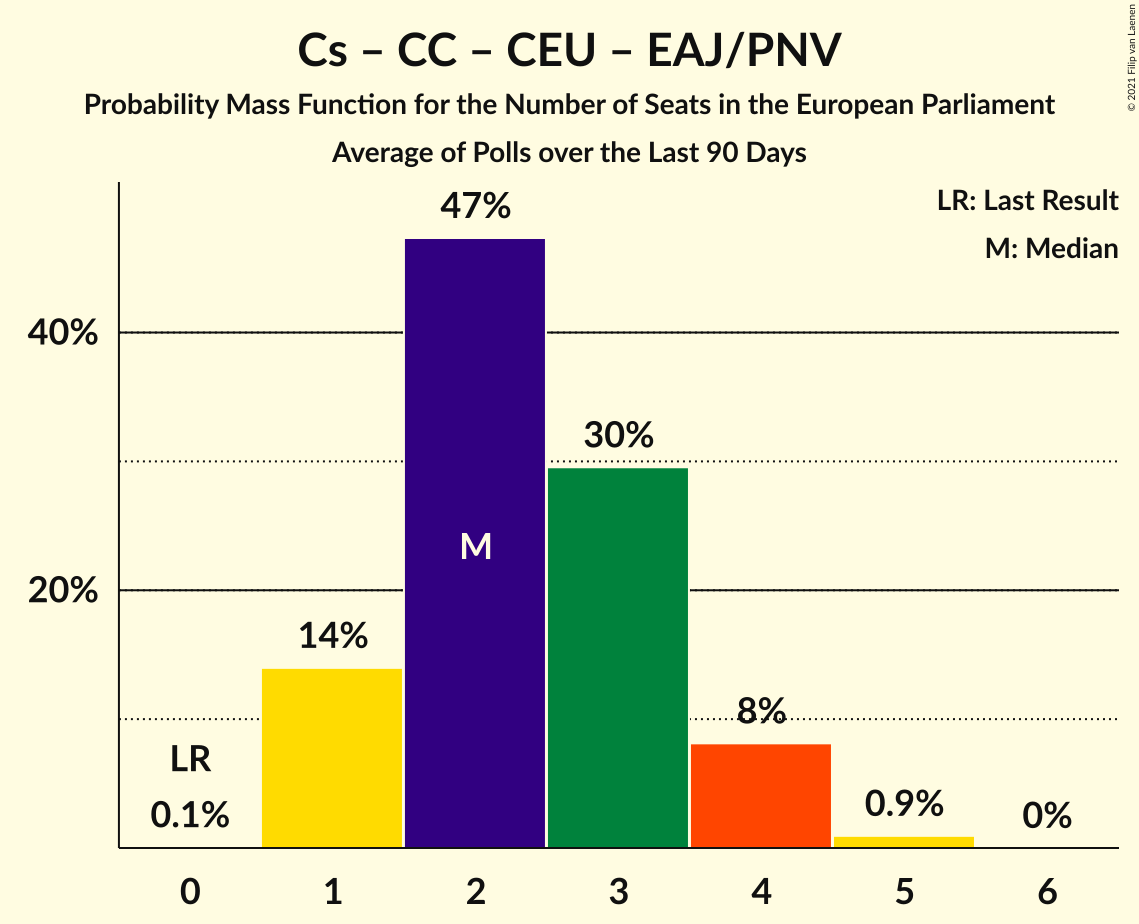 Cs – CC – CEU – EAJ/PNV
Probability Mass Function for the Number of Seats in the European Parliament
Average of Polls over the Last 90 Days
© 2021 Filip van Laenen
LR: Last Result
M: Median
47%
40%
30%
M
20%
14%
8%
LR
0.1%
0.9%
0%
0 1 2 3 4 5 6